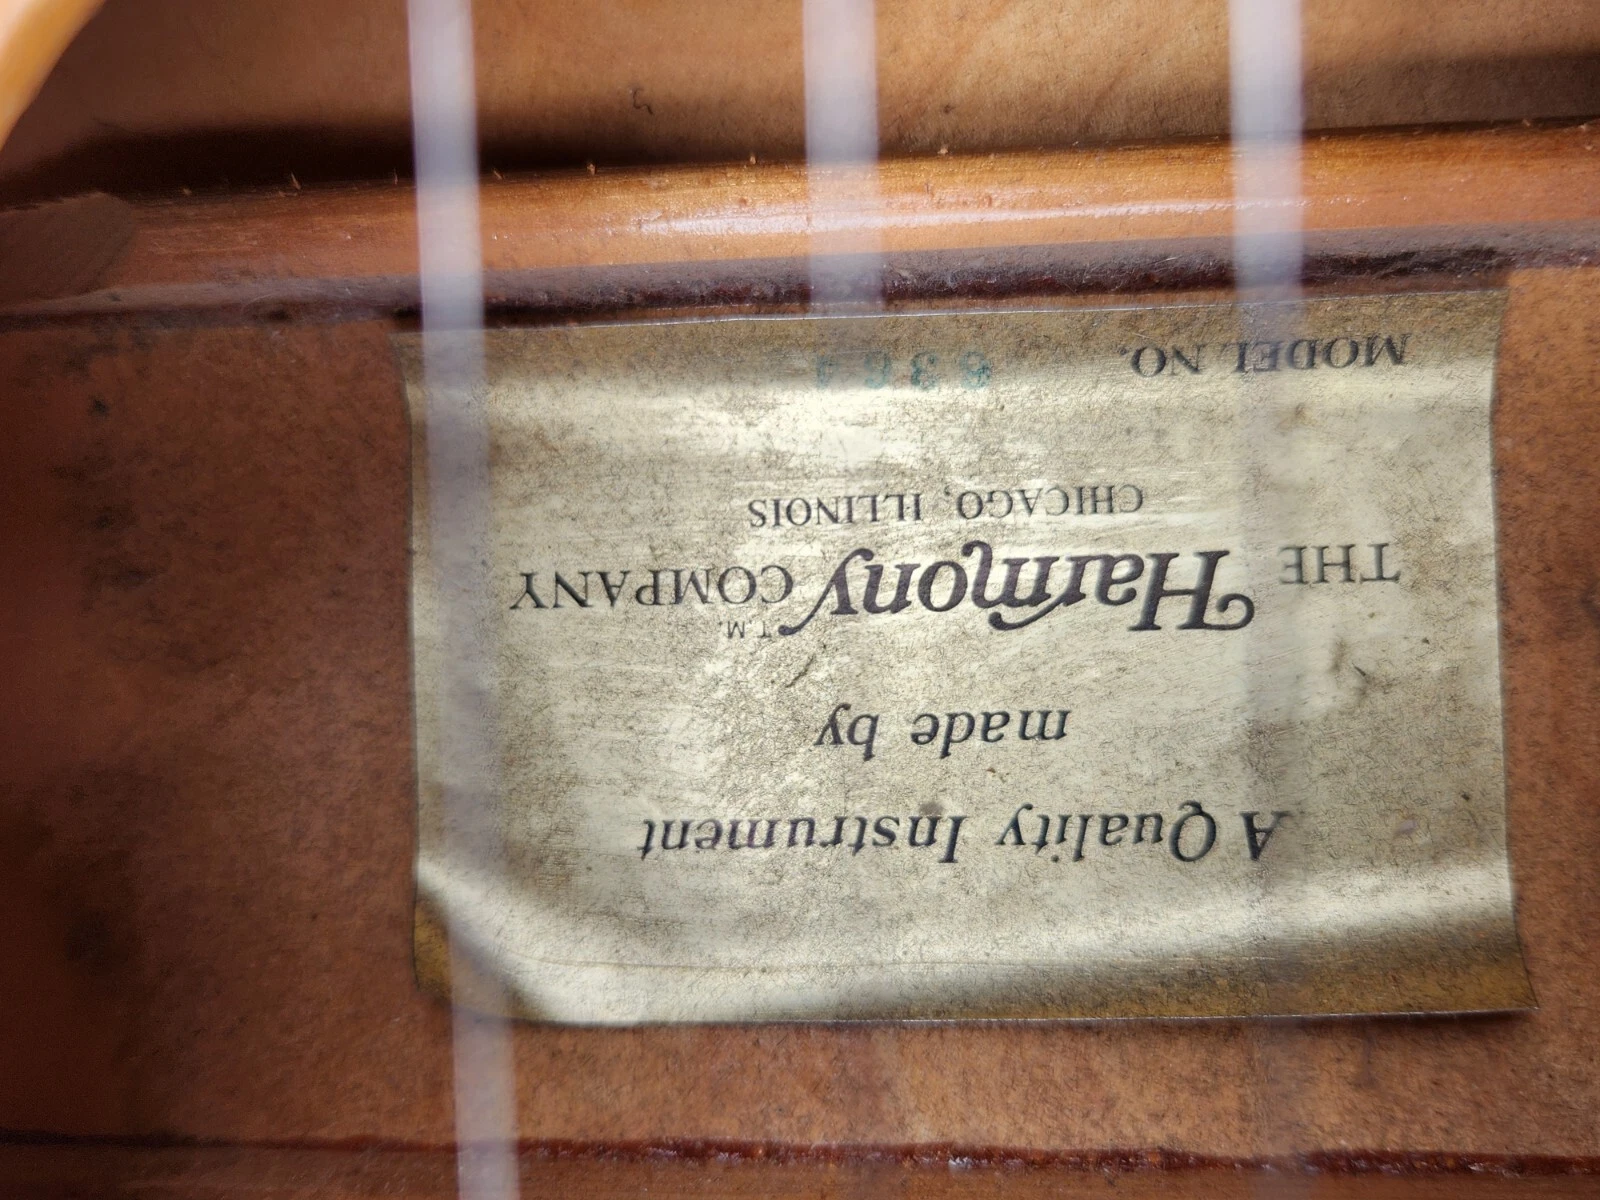 A Quality Instrument
made by
THE Harmony T.M. COMPANY
CHICAGO, ILLINOIS
MODEL NO.